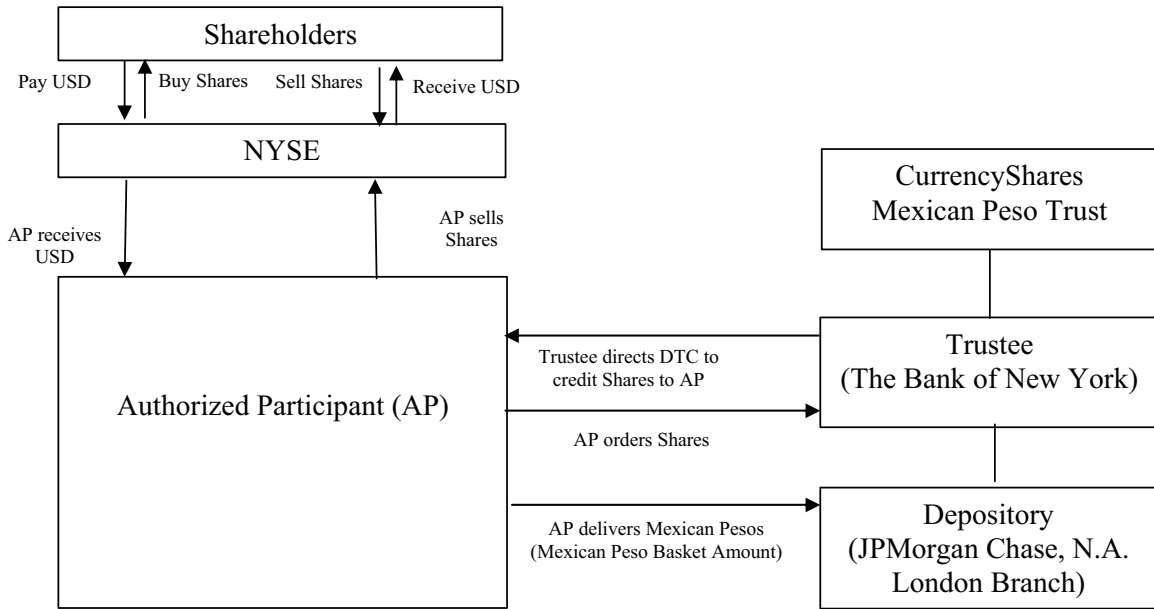 Shareholders
Pay USD
Buy Shares
Sell Shares
Receive USD
NYSE
CurrencyShares
Mexican Peso Trust
AP receives
USD
AP sells
Shares
Trustee
(The Bank of New York)
Trustee directs DTC to
credit Shares to AP
Authorized Participant (AP)
AP orders Shares
AP delivers Mexican Pesos
(Mexican Peso Basket Amount)
Depository
(JPMorgan Chase, N.A.
London Branch)